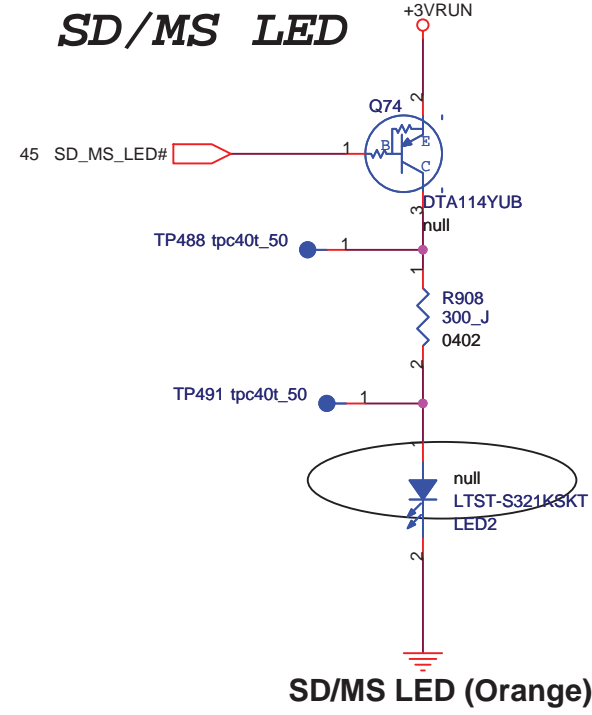 SD/MS LED
+3VRUN
2
Q74
45 SD_MS_LED#
1
B
E
C
3
DTA114YUB
null
TP488 tpc40t_50
1
1
R908
300_J
0402
2
TP491 tpc40t_50
1
1
null
LTST-S321KSKT
LED2
2
SD/MS LED (Orange)